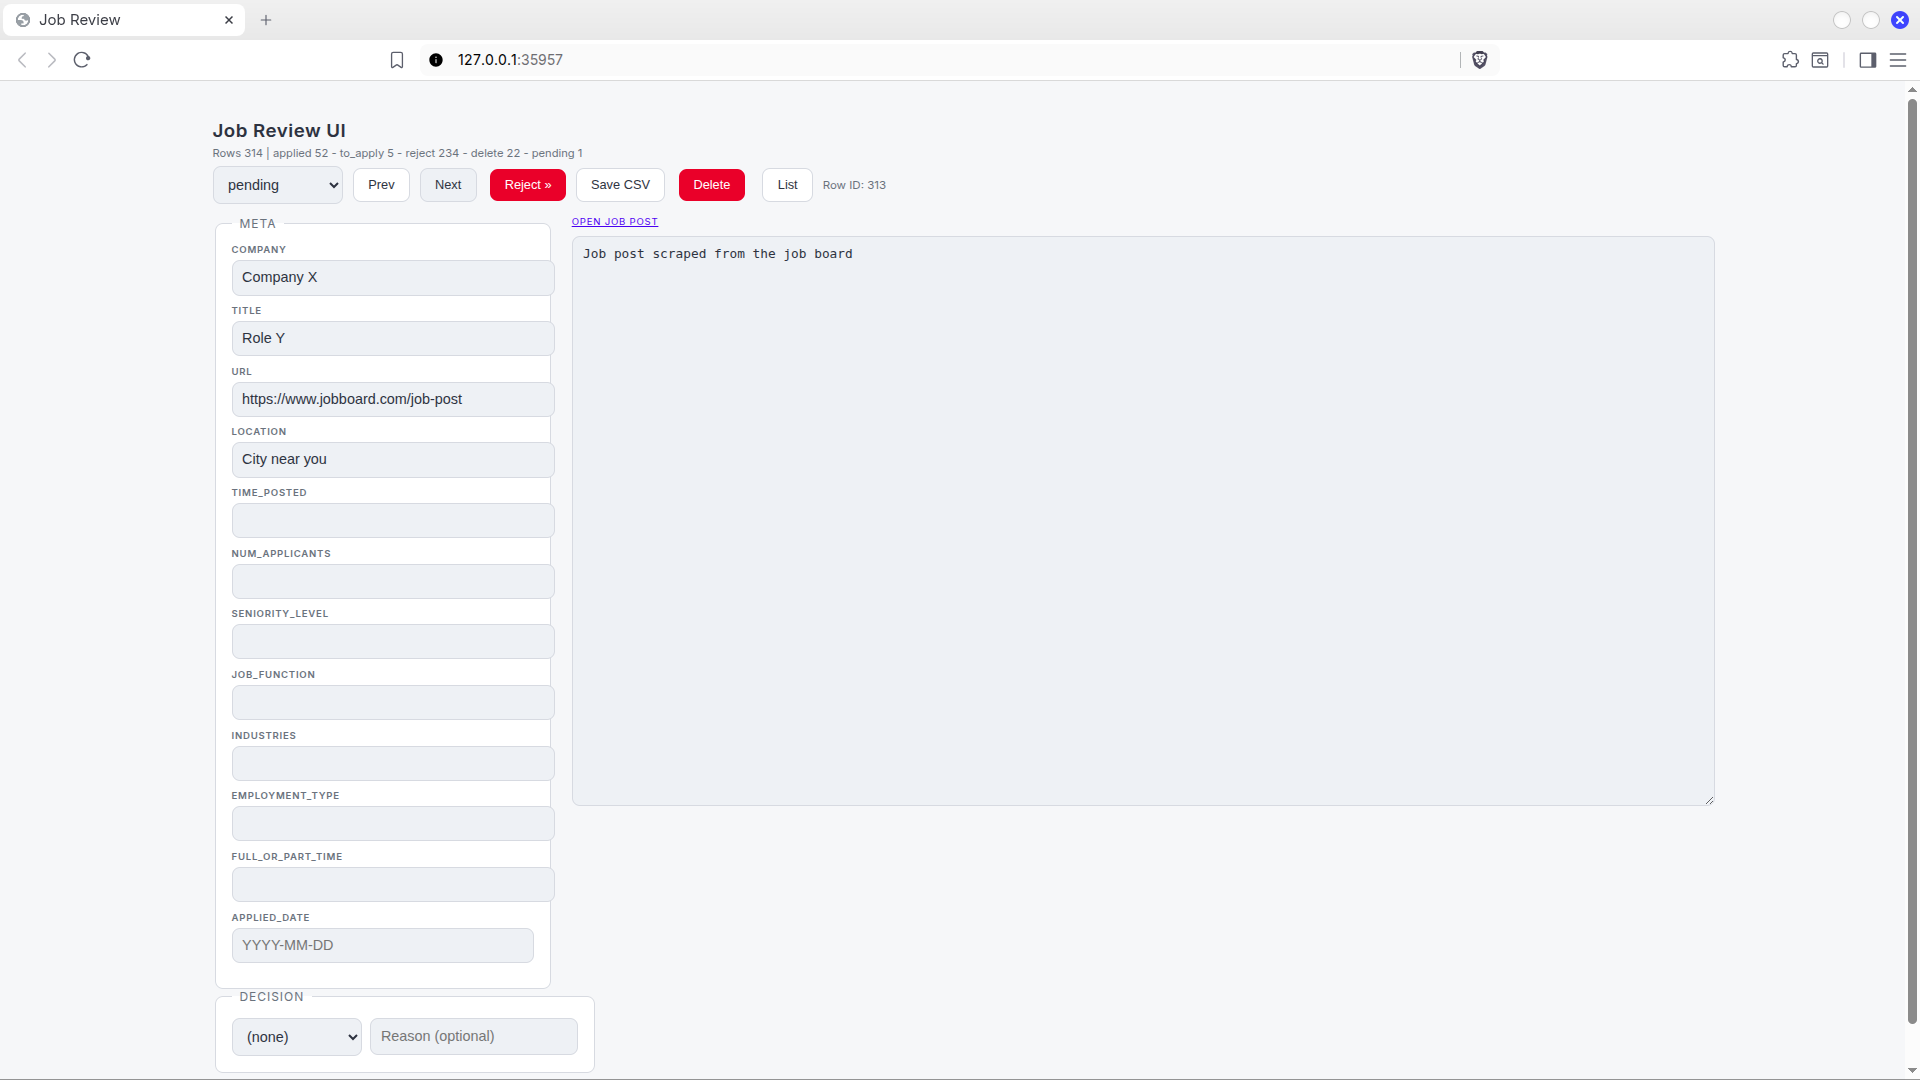 Job Review
127.0.0.1:35957
Job Review UI
Rows 314 | applied 52 - to_apply 5 - reject 234 - delete 22 - pending 1
pending Prev Next Reject » Save CSV Delete List Row ID: 313
META
COMPANY
Company X
TITLE
Role Y
URL
https://www.jobboard.com/job-post
LOCATION
City near you
TIME_POSTED
NUM_APPLICANTS
SENIORITY_LEVEL
JOB_FUNCTION
INDUSTRIES
EMPLOYMENT_TYPE
FULL_OR_PART_TIME
APPLIED_DATE
YYYY-MM-DD
DECISION
(none) Reason (optional)
OPEN JOB POST
Job post scraped from the job board